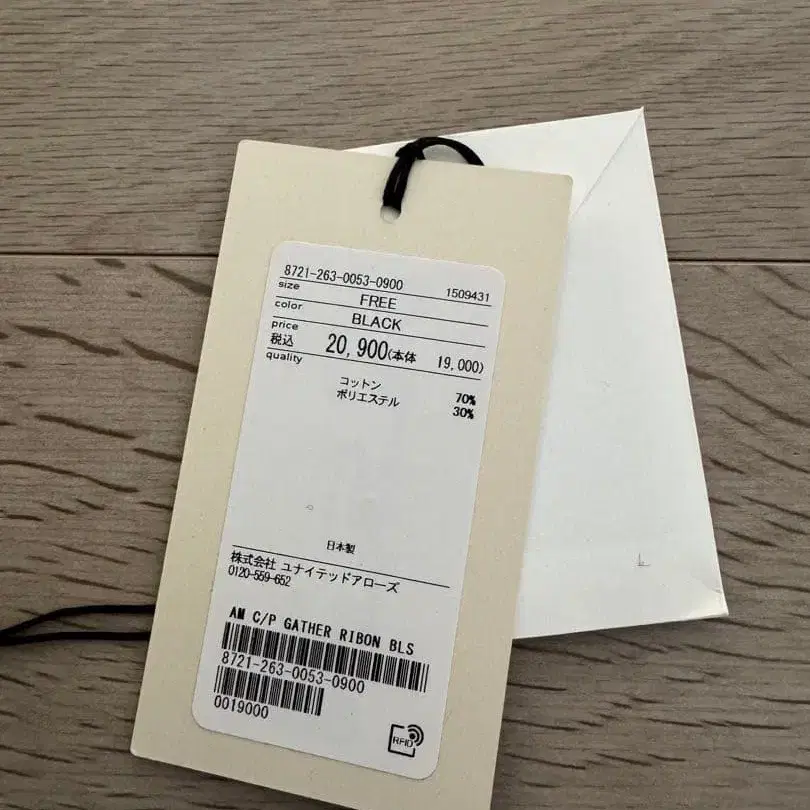 8721-263-0053-0900 1509431
size FREE
color BLACK
price
税込 20,900(本体 19,000)
quality
コットン 70%
ポリエステル 30%
日本製
株式会社 ユナイテッドアローズ
0120-559-652
AM C/P GATHER RIBON BLS
8721-263-0053-0900
0019000
RFID